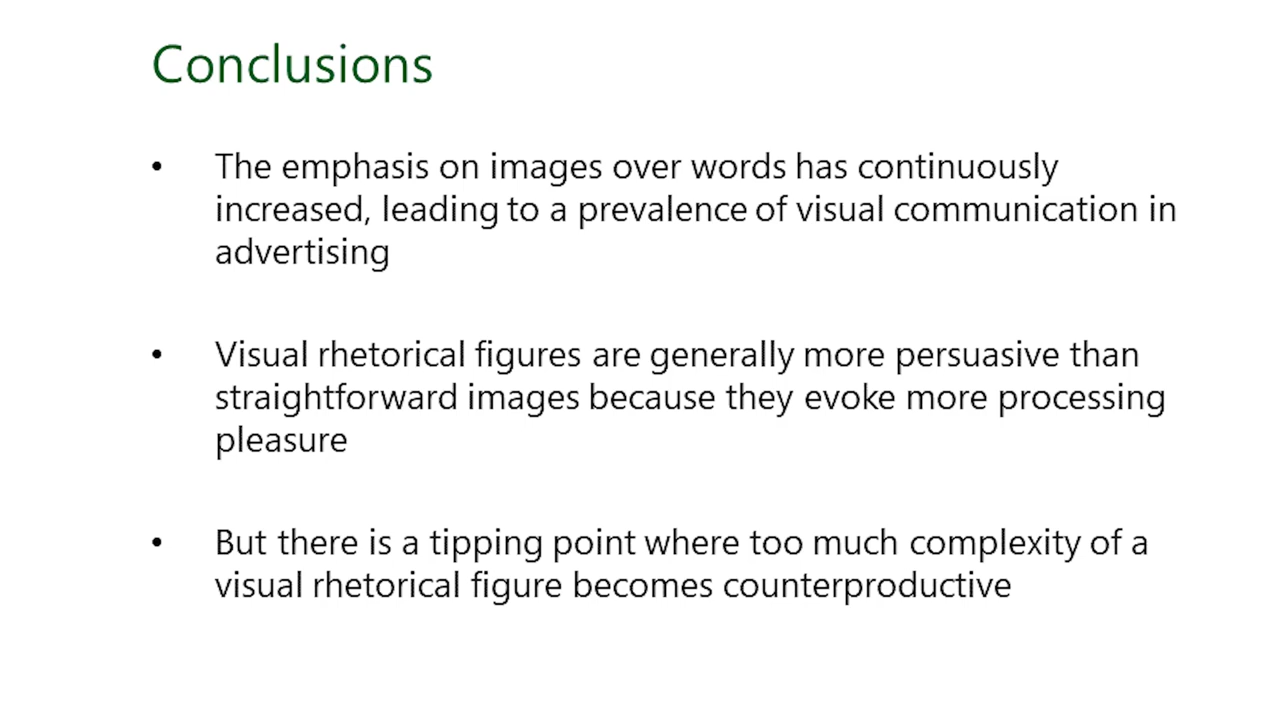 Conclusions
• The emphasis on images over words has continuously
increased, leading to a prevalence of visual communication in
advertising
• Visual rhetorical figures are generally more persuasive than
straightforward images because they evoke more processing
pleasure
• But there is a tipping point where too much complexity of a
visual rhetorical figure becomes counterproductive